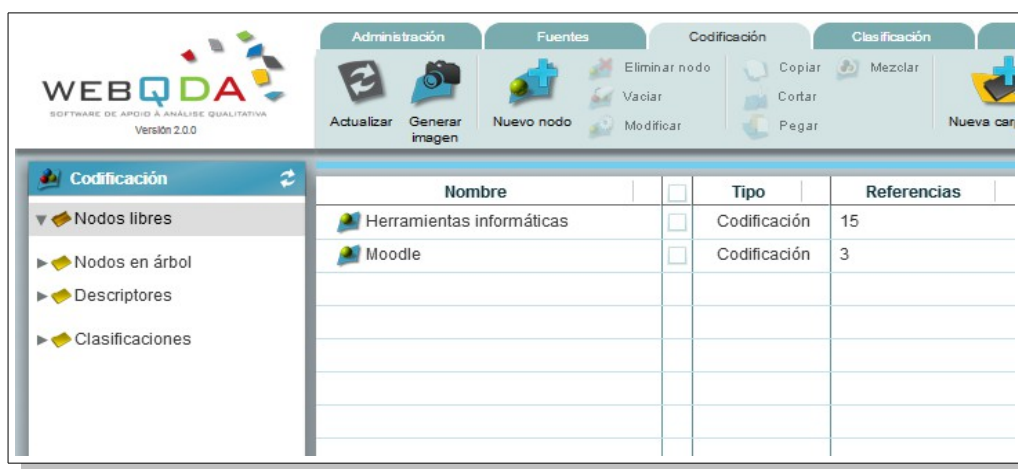 WEBQDA
SOFTWARE DE APOIO À ANÁLISE QUALITATIVA
Versión 2.0.0
Administración Fuentes Codificación Clasificación
Actualizar Generar imagen Nuevo nodo
Eliminar nodo Copiar Mezclar
Vaciar Cortar
Modificar Pegar
Nueva
Codificación
Nodos libres
Nodos en árbol
Descriptores
Clasificaciones
Nombre Tipo Referencias
Herramientas informáticas Codificación 15
Moodle Codificación 3